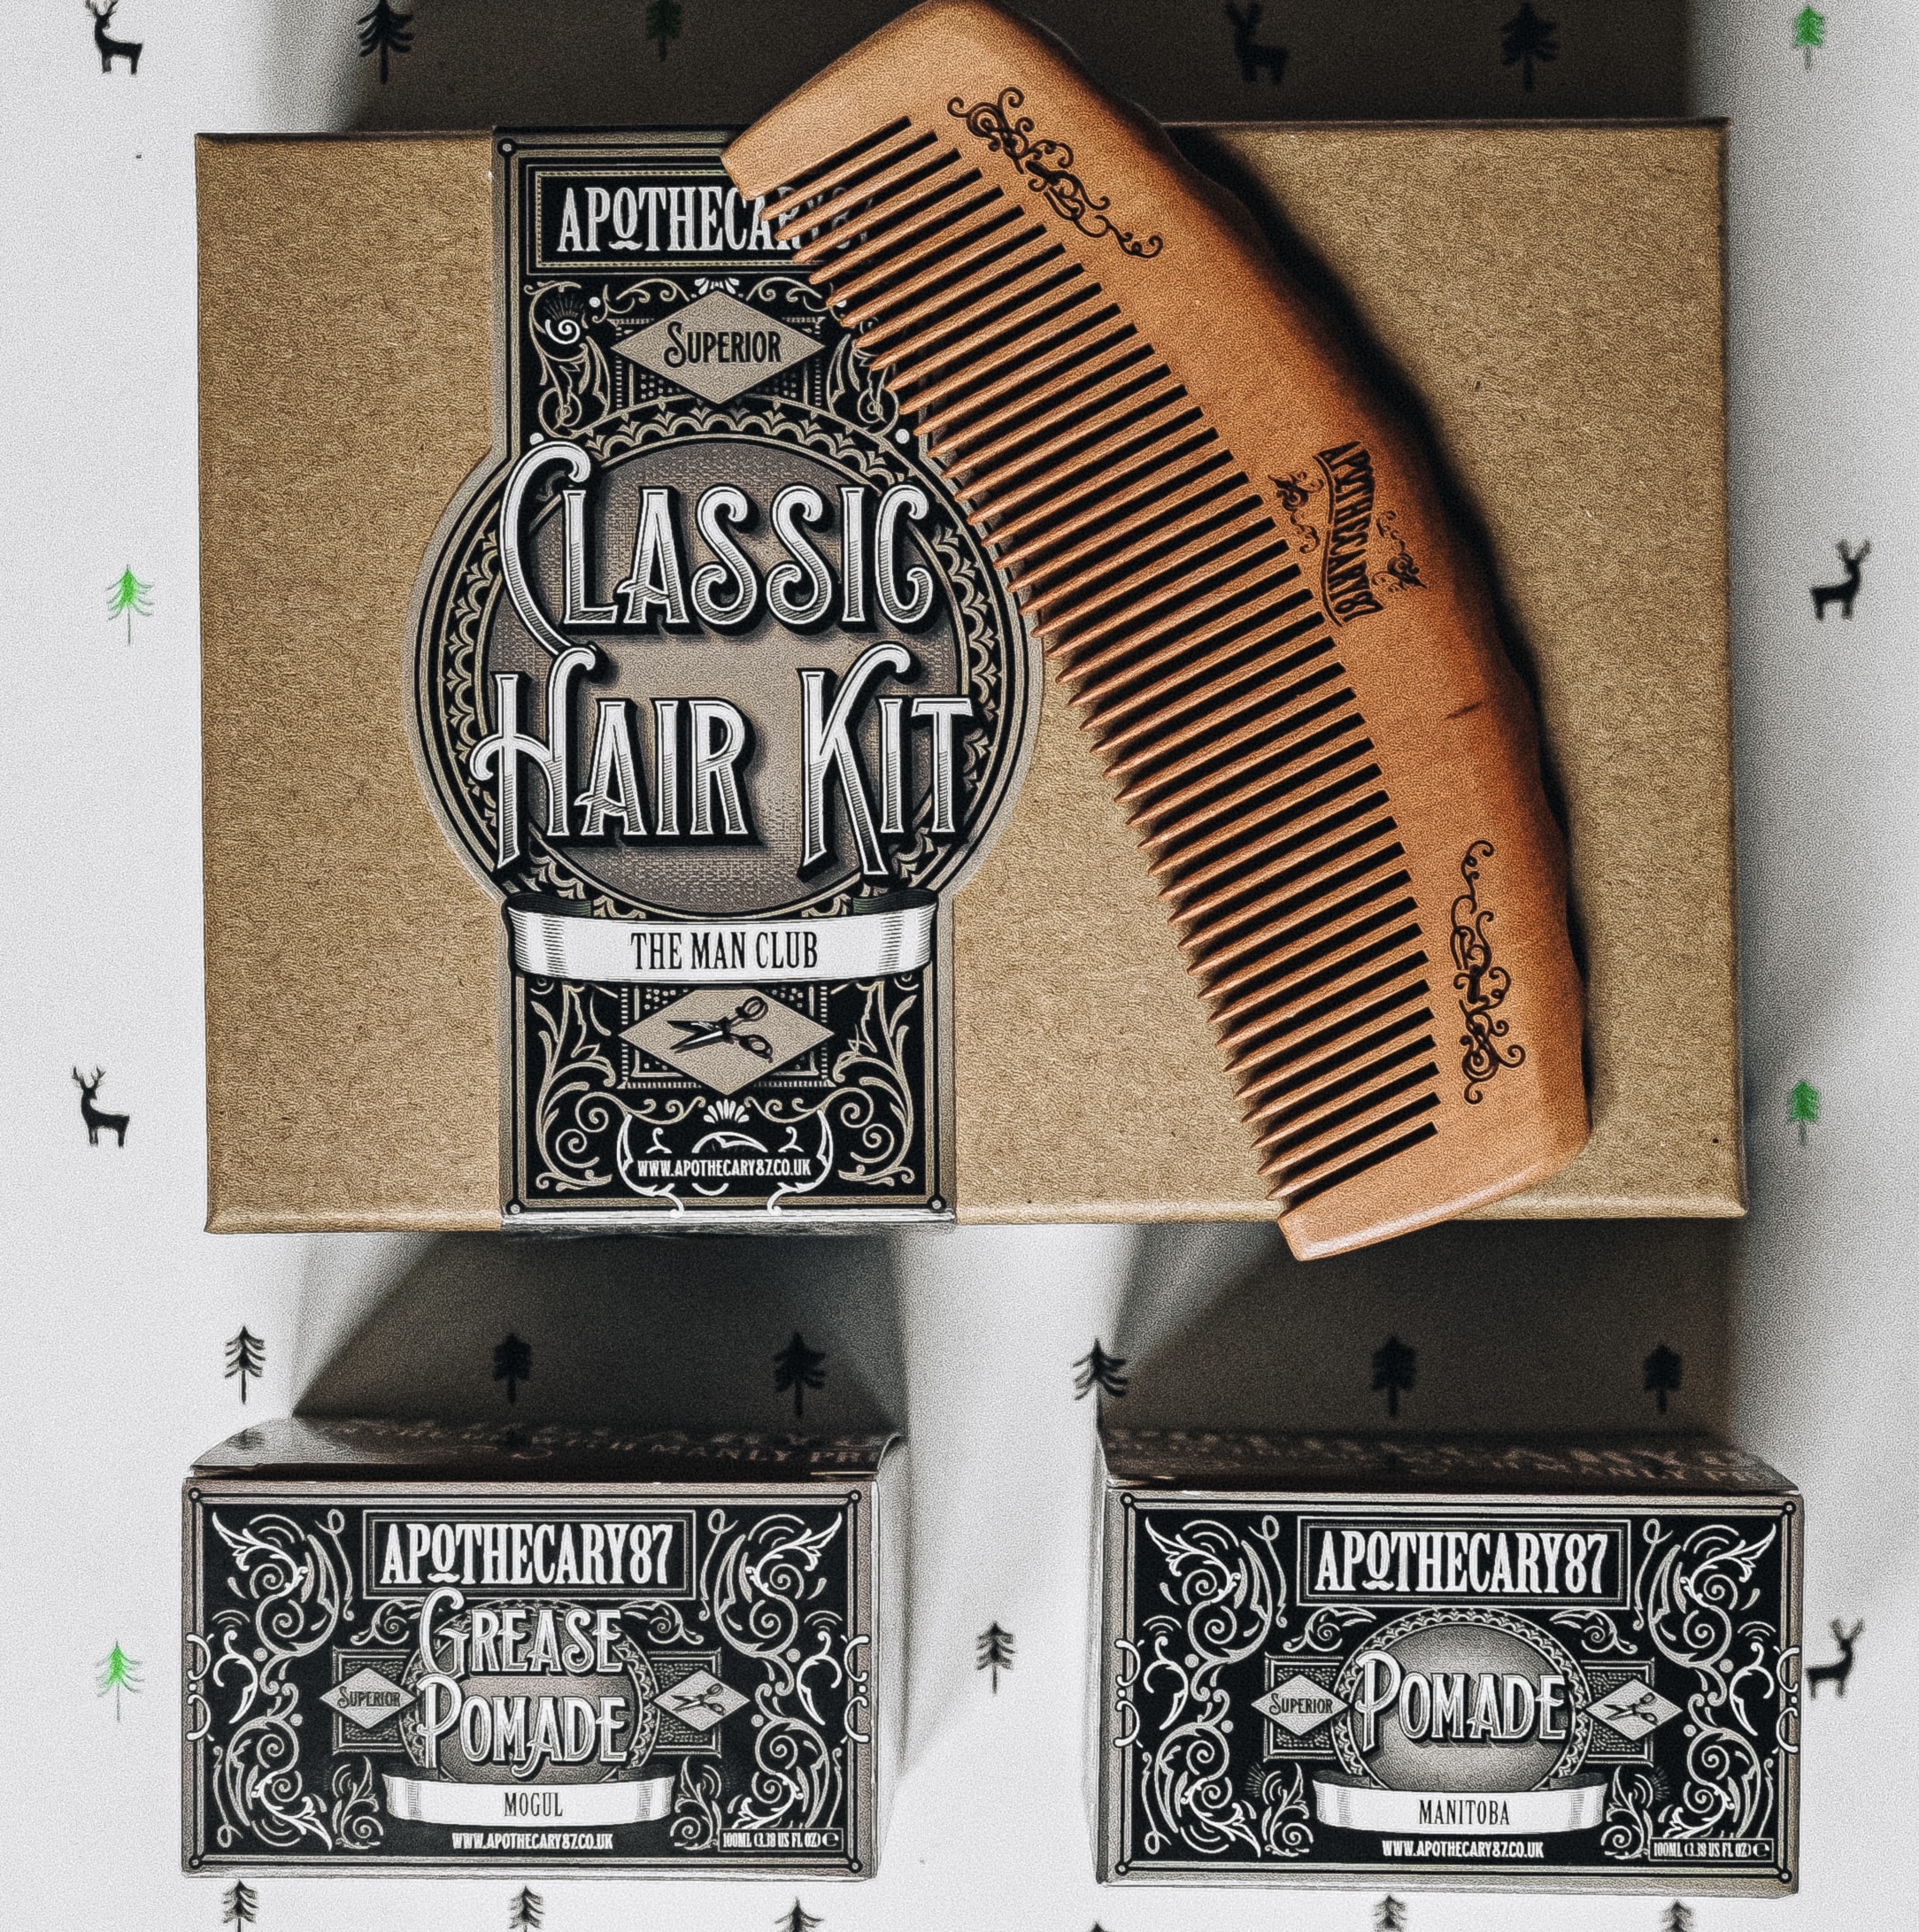 APOTHECARY87
SUPERIOR
CLASSIC
HAIR KIT
THE MAN CLUB
WWW.APOTHECARY87.CO.UK
APOTHECARY87
MANLY
MANLY
APOTHECARY87
GREASE
POMADE
SUPERIOR
MOGUL
WWW.APOTHECARY87.CO.UK
100ML (3.38 US FL OZ) e
APOTHECARY87
SUPERIOR
POMADE
MANITOBA
WWW.APOTHECARY87.CO.UK
100ML (3.38 US FL OZ) e